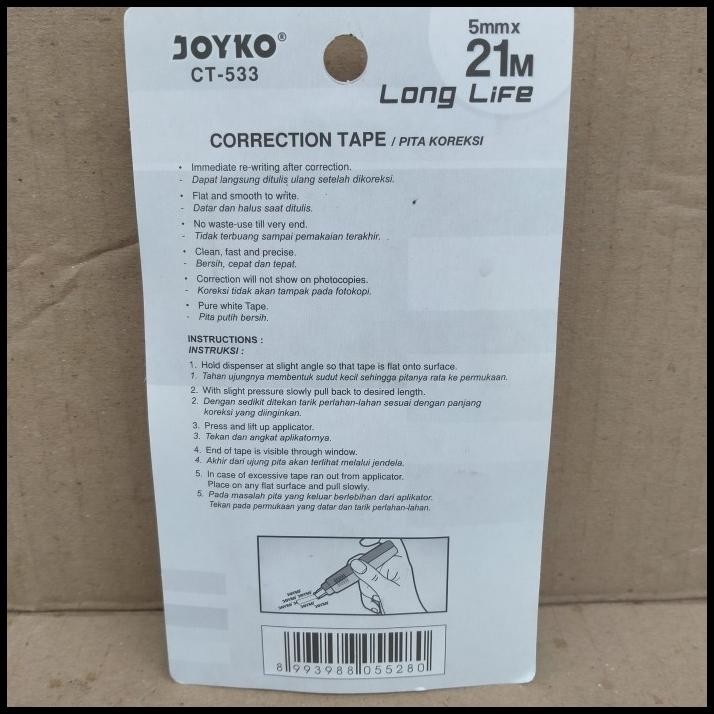 JOYKO®
CT-533
5mm x
21M
Long Life
CORRECTION TAPE / PITA KOREKSI
• Immediate re-writing after correction.
- Dapat langsung ditulis ulang setelah dikoreksi.
• Flat and smooth to write.
- Datar dan halus saat ditulis.
• No waste-use till very end.
- Tidak terbuang sampai pemakaian terakhir.
• Clean, fast and precise.
- Bersih, cepat dan tepat.
• Correction will not show on photocopies.
- Koreksi tidak akan tampak pada fotokopi.
• Pure white Tape.
- Pita putih bersih.
INSTRUCTIONS :
INSTRUKSI :
1. Hold dispenser at slight angle so that tape is flat onto surface.
1. Tahan ujungnya membentuk sudut kecil sehingga pitanya rata ke permukaan.
2. With slight pressure slowly pull back to desired length.
2. Dengan sedikit ditekan tarik perlahan-lahan sesuai dengan panjang
koreksi yang diinginkan.
3. Press and lift up applicator.
3. Tekan dan angkat aplikatornya.
4. End of tape is visible through window.
4. Akhir dari ujung pita akan terlihat melalui jendela.
5. In case of excessive tape ran out from applicator.
Place on any flat surface and pull slowly.
5. Pada masalah pita yang keluar berlebihan dari aplikator.
Tekan pada permukaan yang datar dan tarik perlahan-lahan.
JOYKO
JOYKO JOYKO
JOYKO JOYKO
8 993988 055280